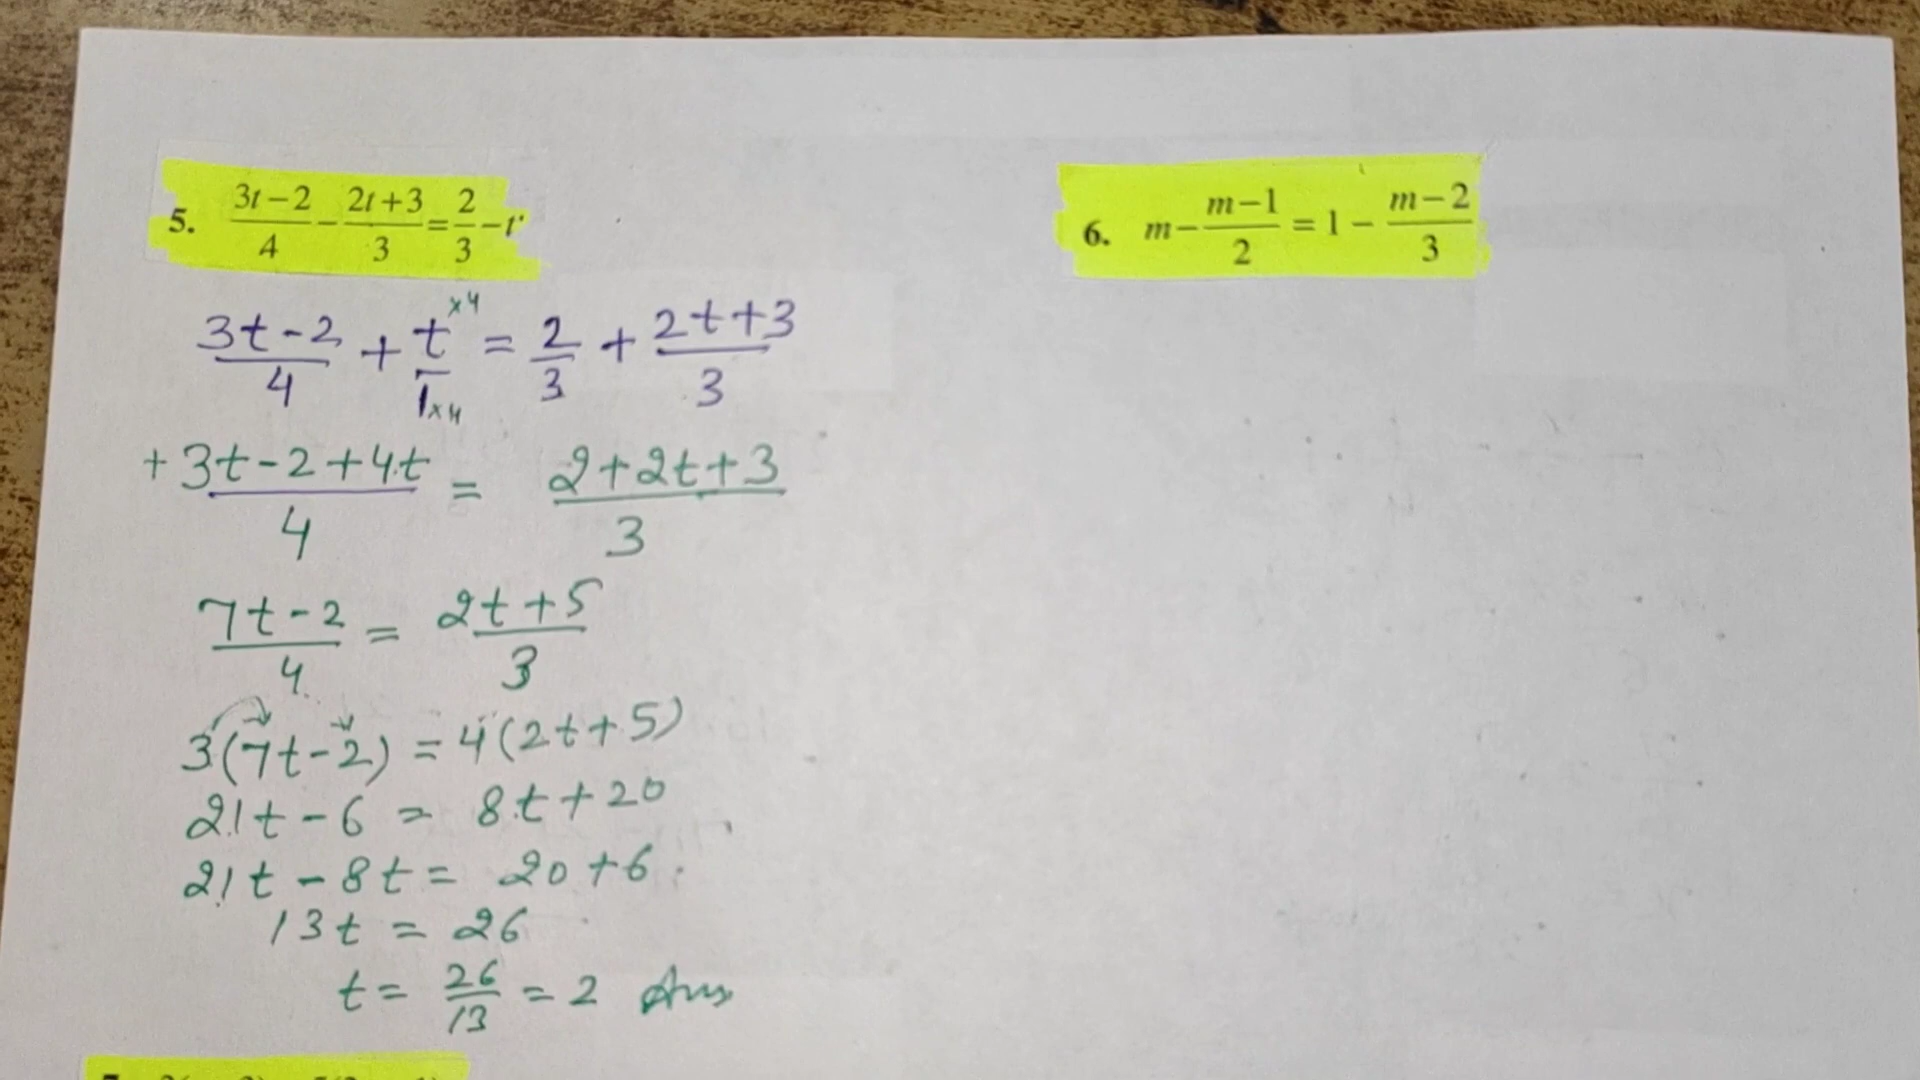 5. (3t-2)/4 - (2t+3)/3 = 2/3 - t
(3t-2)/4 + t/1 ×4 ×4 = 2/3 + (2t+3)/3
+ (3t-2+4t)/4 = (2+2t+3)/3
(7t-2)/4 = (2t+5)/3
3(7t-2) = 4(2t+5)
21t-6 = 8t+20
21t-8t = 20+6
13t = 26
t = 26/13 = 2 Ans
6. m - (m-1)/2 = 1 - (m-2)/3